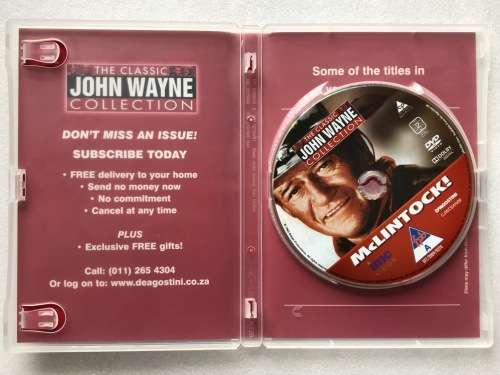 THE CLASSIC
JOHN WAYNE
COLLECTION
DON'T MISS AN ISSUE!
SUBSCRIBE TODAY
• FREE delivery to your home
• Send no money now
• No commitment
• Cancel at any time
PLUS
• Exclusive FREE gifts!
Call: (011) 265 4304
Or log on to: www.deagostini.co.za
Some of the titles in
THE CLASSIC
JOHN WAYNE
COLLECTION
DVD
DOLBY
McLINTOCK!
DeAGOSTINI
A